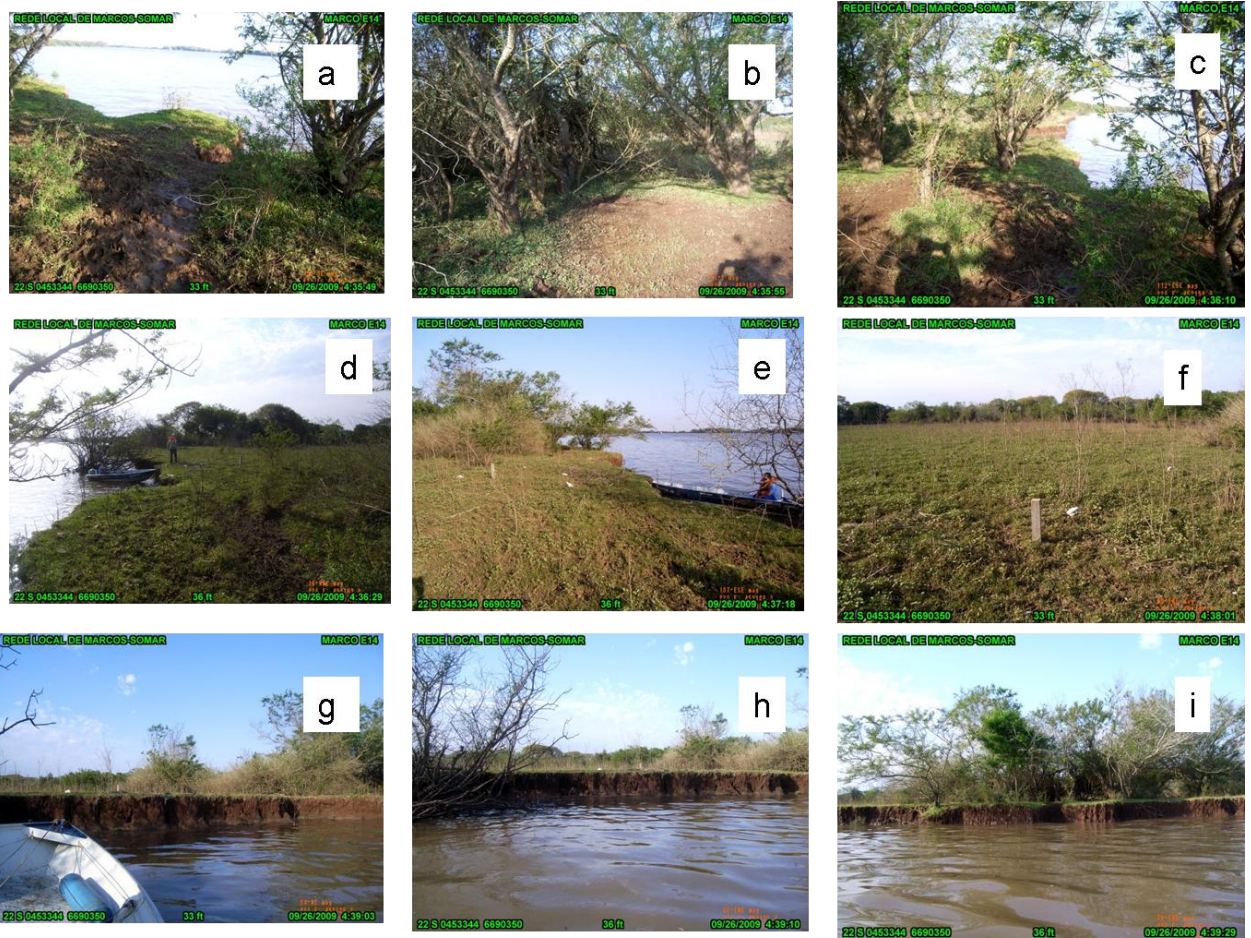 REDE LOCAL DE MARCOS-SOMAR MARCO E14
a
22 S 0453344 6690350 33 ft 09/26/2009 4:35:49
REDE LOCAL DE MARCOS-SOMAR MARCO E14
b
22 S 0453344 6690350 33 ft 09/26/2009 4:35:55
REDE LOCAL DE MARCOS-SOMAR MARCO E14
c
22 S 0453344 6690350 33 ft 09/26/2009 4:36:10
REDE LOCAL DE MARCOS-SOMAR MARCO E14
d
22 S 0453344 6690350 36 ft 09/26/2009 4:36:29
REDE LOCAL DE MARCOS-SOMAR MARCO E14
e
22 S 0453344 6690350 36 ft 09/26/2009 4:37:18
REDE LOCAL DE MARCOS-SOMAR MARCO E14
f
22 S 0453344 6690350 33 ft 09/26/2009 4:38:01
REDE LOCAL DE MARCOS-SOMAR MARCO E14
g
22 S 0453344 6690350 33 ft 09/26/2009 4:39:03
REDE LOCAL DE MARCOS-SOMAR MARCO E14
h
22 S 0453344 6690350 36 ft 09/26/2009 4:39:10
REDE LOCAL DE MARCOS-SOMAR MARCO E14
i
22 S 0453344 6690350 36 ft 09/26/2009 4:39:29